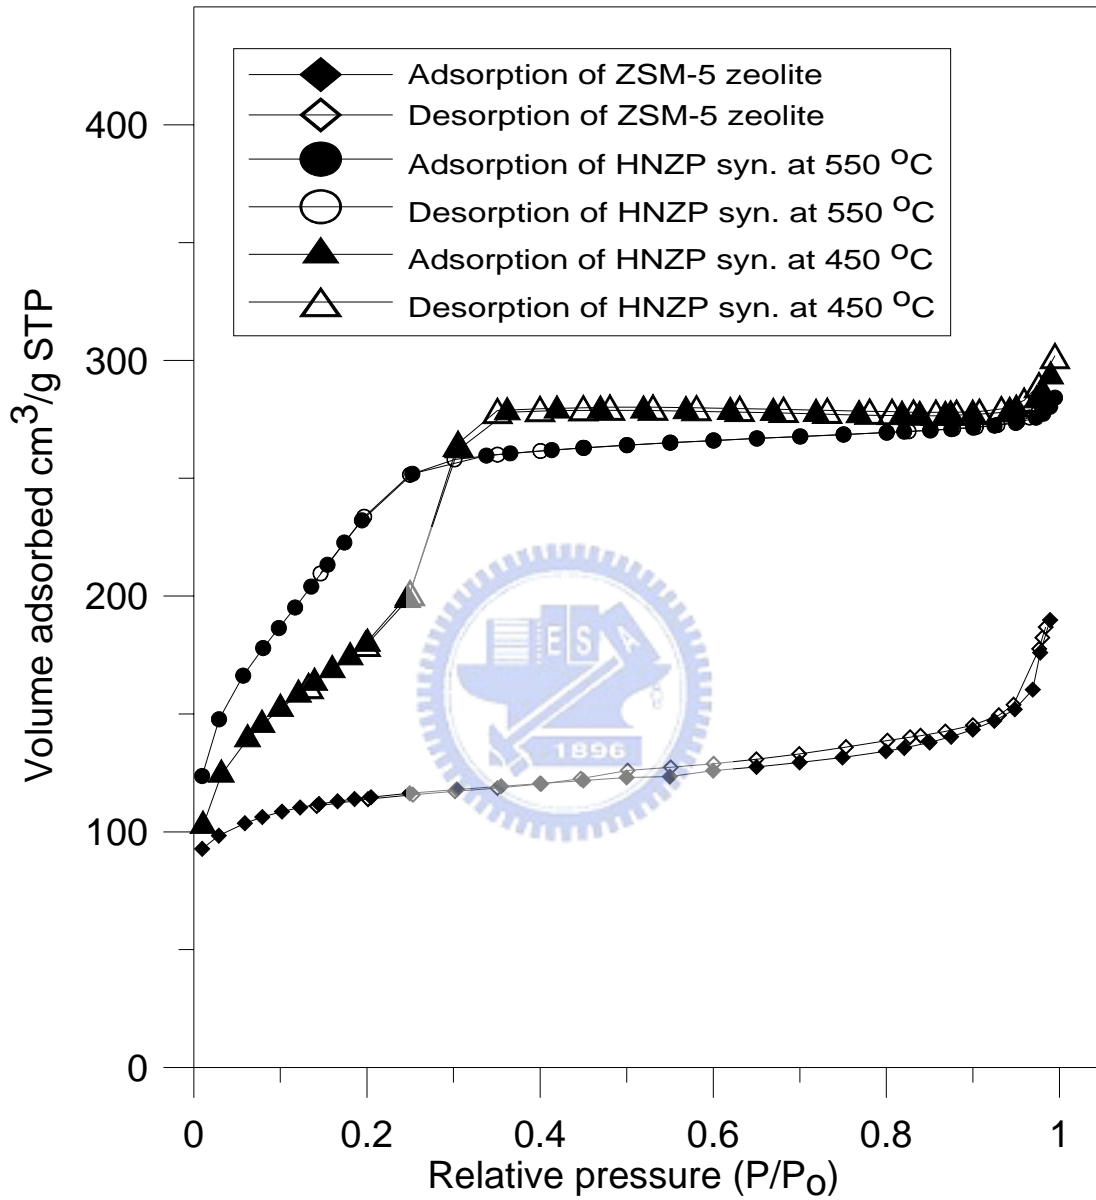 Adsorption of ZSM-5 zeolite
Desorption of ZSM-5 zeolite
Adsorption of HNZP syn. at 550 °C
Desorption of HNZP syn. at 550 °C
Adsorption of HNZP syn. at 450 °C
Desorption of HNZP syn. at 450 °C
Volume adsorbed cm³/g STP
400
300
200
100
0
E S A
1896
0 0.2 0.4 0.6 0.8 1
Relative pressure (P/Po)